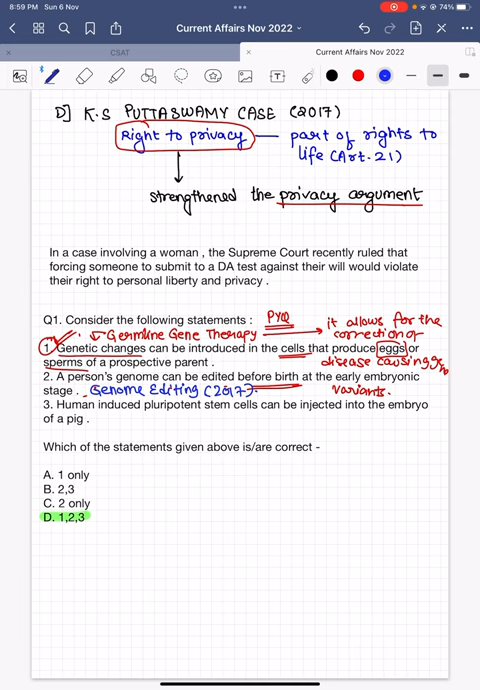 8:59 PM Sun 6 Nov
74%
Current Affairs Nov 2022
CSAT
Current Affairs Nov 2022
D] K.S PUTTASWAMY CASE (2017)
Right to privacy — part of rights to
life (Art. 21)
strengthened the privacy argument
In a case involving a woman , the Supreme Court recently ruled that
forcing someone to submit to a DA test against their will would violate
their right to personal liberty and privacy .
Q1. Consider the following statements : PYQ
Germline Gene Therapy → it allows for the
correction of
disease causing
variants.
1. Genetic changes can be introduced in the cells that produce eggs or
sperms of a prospective parent .
2. A person's genome can be edited before birth at the early embryonic
stage . Genome Editing (2017).
3. Human induced pluripotent stem cells can be injected into the embryo
of a pig .
Which of the statements given above is/are correct -
A. 1 only
B. 2,3
C. 2 only
D. 1,2,3